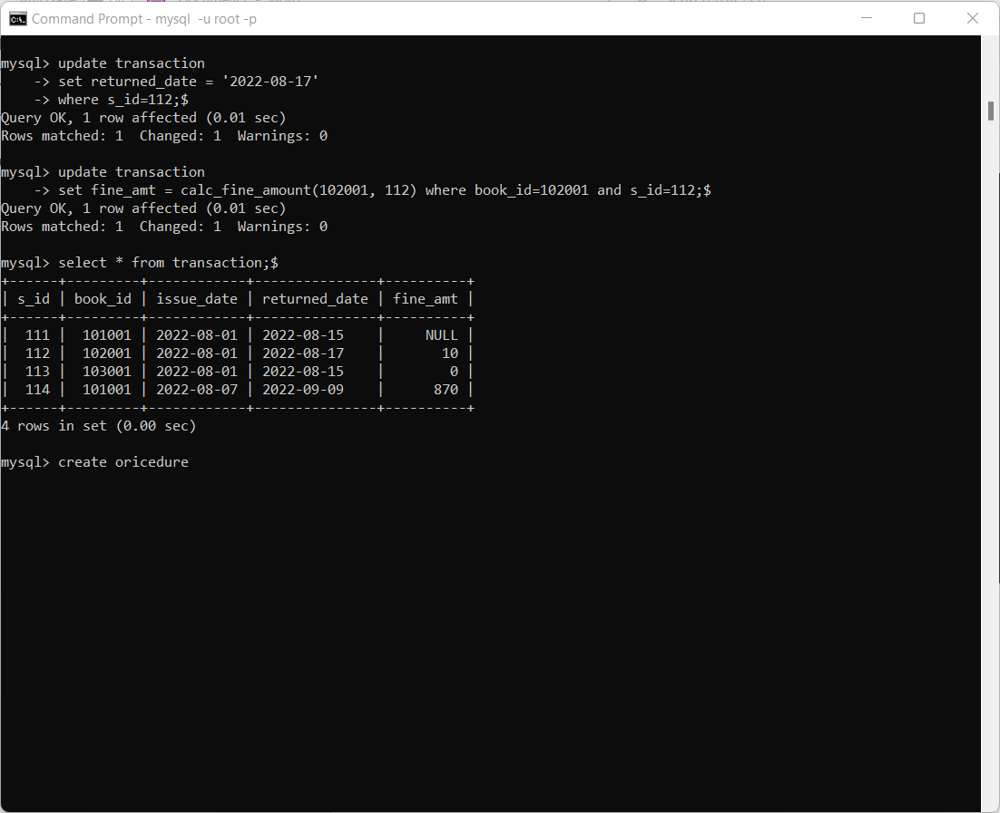 Command Prompt - mysql  -u root -p
mysql> update transaction
    -> set returned_date = '2022-08-17'
    -> where s_id=112;$
Query OK, 1 row affected (0.01 sec)
Rows matched: 1  Changed: 1  Warnings: 0
mysql> update transaction
    -> set fine_amt = calc_fine_amount(102001, 112) where book_id=102001 and s_id=112;$
Query OK, 1 row affected (0.01 sec)
Rows matched: 1  Changed: 1  Warnings: 0
mysql> select * from transaction;$
+------+---------+------------+---------------+----------+
| s_id | book_id | issue_date | returned_date | fine_amt |
+------+---------+------------+---------------+----------+
|  111 |  101001 | 2022-08-01 | 2022-08-15    |     NULL |
|  112 |  102001 | 2022-08-01 | 2022-08-17    |       10 |
|  113 |  103001 | 2022-08-01 | 2022-08-15    |        0 |
|  114 |  101001 | 2022-08-07 | 2022-09-09    |      870 |
+------+---------+------------+---------------+----------+
4 rows in set (0.00 sec)
mysql> create oricedure